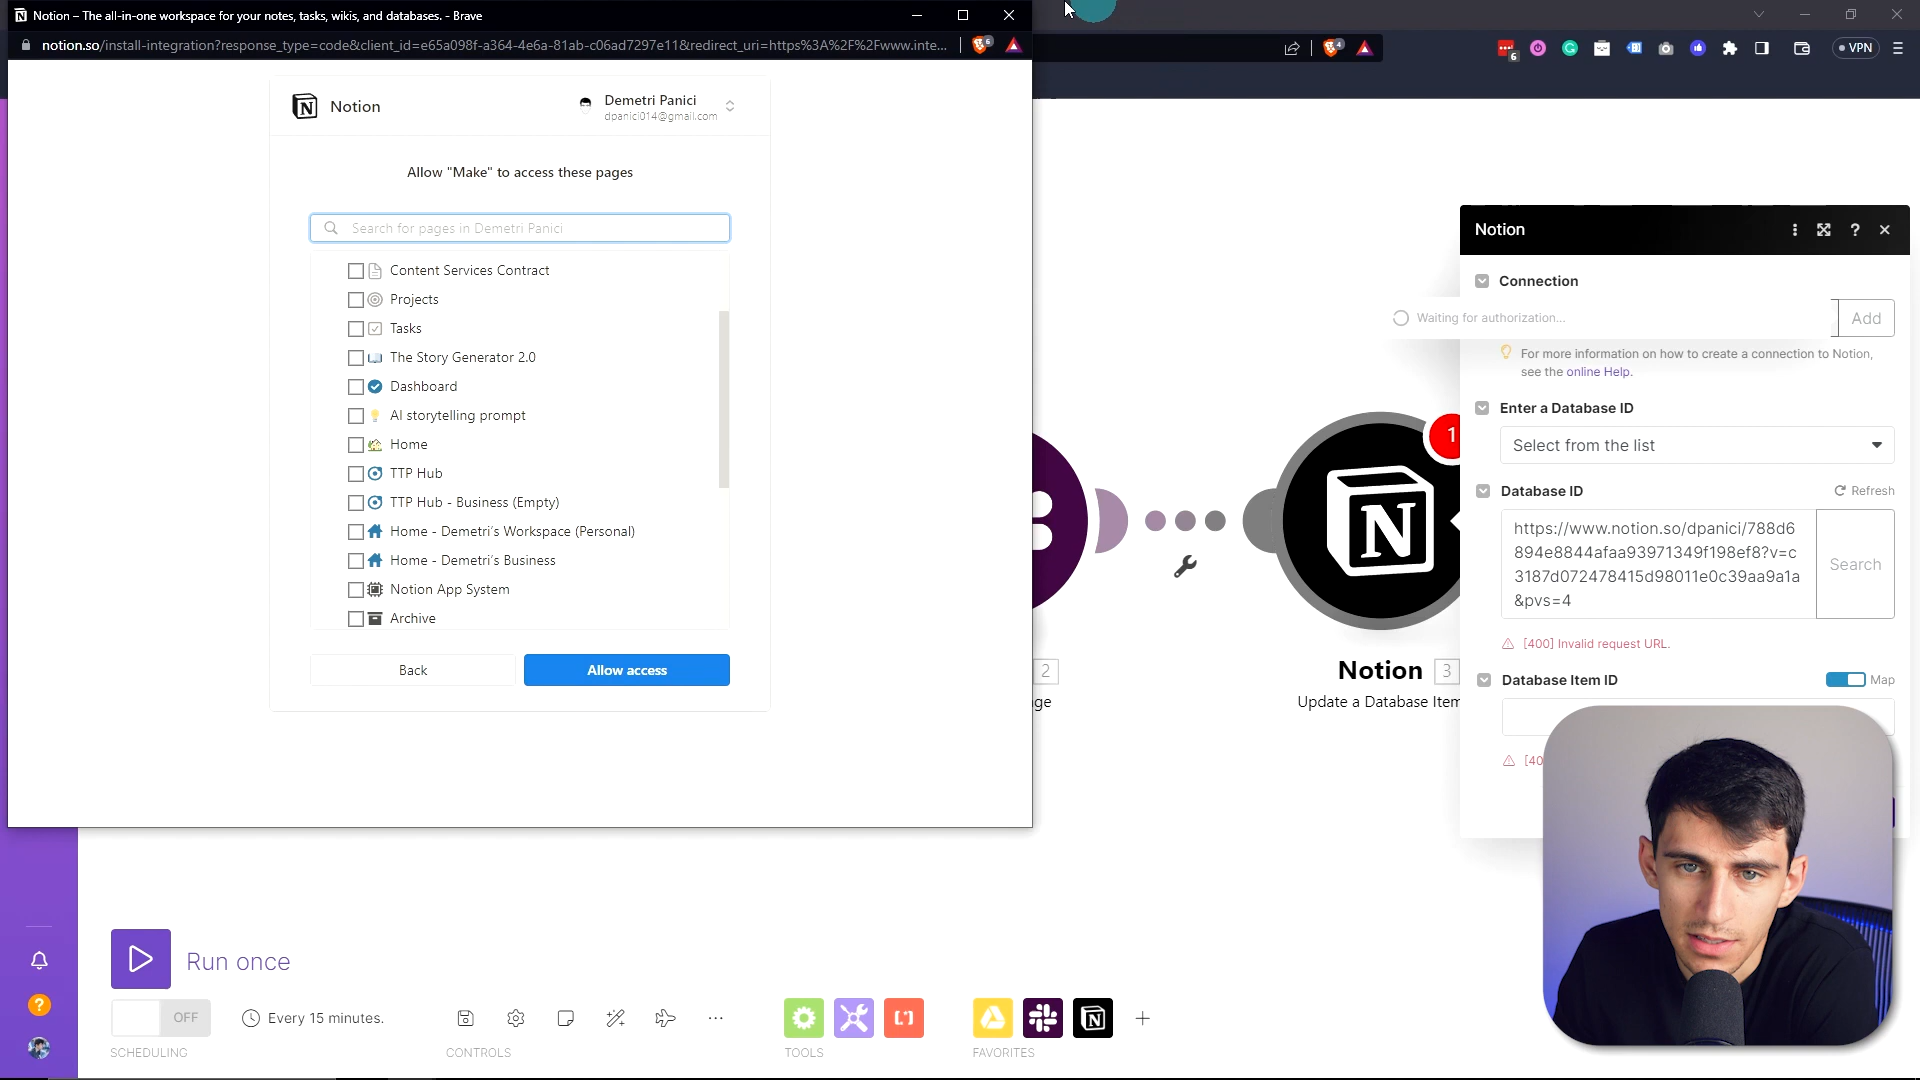 Notion – The all-in-one workspace for your notes, tasks, wikis, and databases. - Brave
notion.so/install-integration?response_type=code&client_id=e65a098f-a364-4e6a-81ab-c06ad7297e11&redirect_uri=https%3A%2F%2Fwww.inte...
6
4
6
VPN
Notion
Demetri Panici
dpanici014@gmail.com
Allow "Make" to access these pages
Search for pages in Demetri Panici
Content Services Contract
Projects
Tasks
The Story Generator 2.0
Dashboard
AI storytelling prompt
Home
TTP Hub
TTP Hub - Business (Empty)
Home - Demetri's Workspace (Personal)
Home - Demetri's Business
Notion App System
Archive
Back
Allow access
2
ge
1
Notion 3
Update a Database Item
Notion
?
Connection
Waiting for authorization...
Add
For more information on how to create a connection to Notion,
see the online Help.
Enter a Database ID
Select from the list
Database ID
Refresh
https://www.notion.so/dpanici/788d6
894e8844afaa93971349f198ef8?v=c
3187d072478415d98011e0c39aa9a1a
&pvs=4
Search
[400] Invalid request URL.
Database Item ID
Map
[40
Run once
OFF
Every 15 minutes.
SCHEDULING
CONTROLS
TOOLS
FAVORITES
?